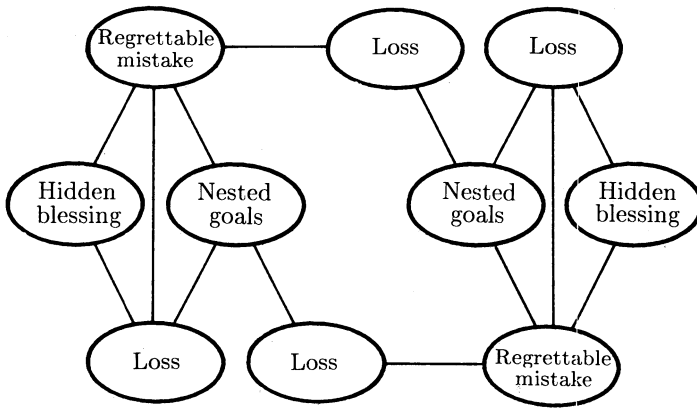 Regrettable
mistake
Loss
Loss
Hidden
blessing
Nested
goals
Nested
goals
Hidden
blessing
Loss
Loss
Regrettable
mistake